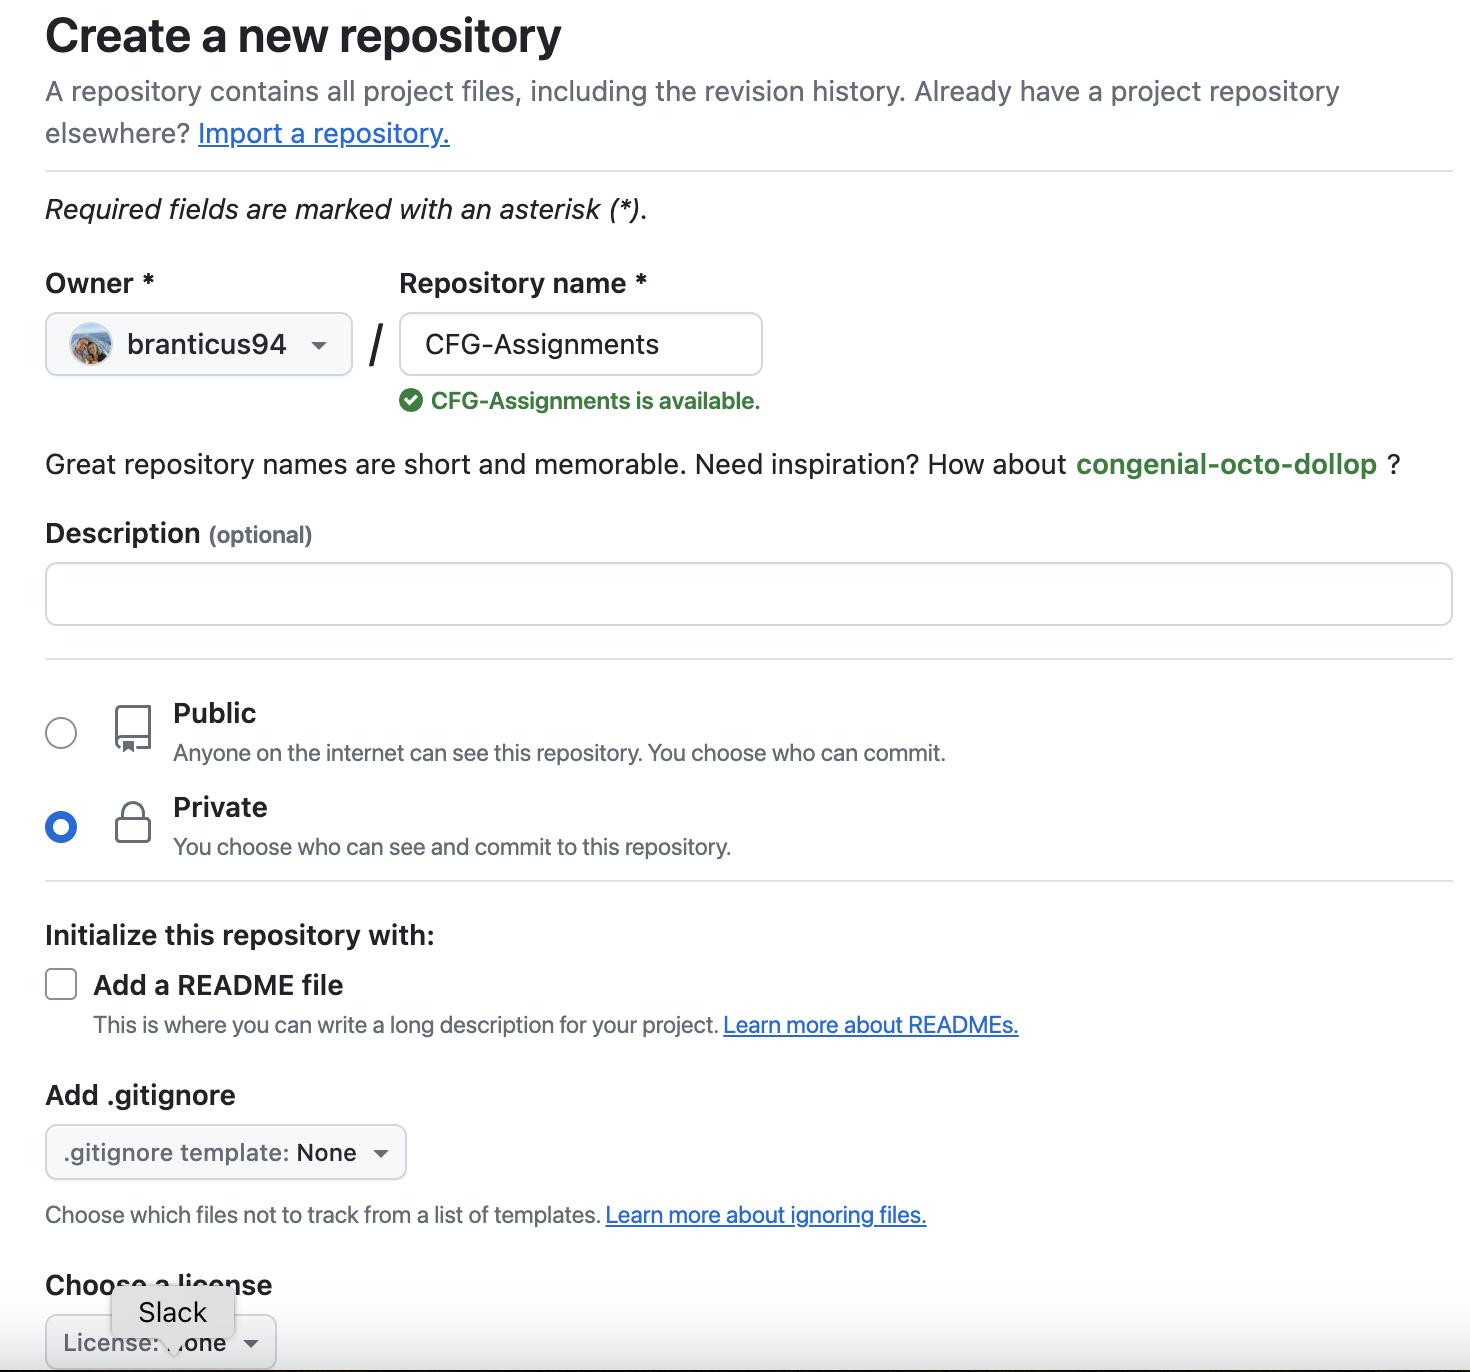 Create a new repository
A repository contains all project files, including the revision history. Already have a project repository
elsewhere? Import a repository.
Required fields are marked with an asterisk (*).
Owner * Repository name *
branticus94 / CFG-Assignments
CFG-Assignments is available.
Great repository names are short and memorable. Need inspiration? How about congenial-octo-dollop ?
Description (optional)
Public
Anyone on the internet can see this repository. You choose who can commit.
Private
You choose who can see and commit to this repository.
Initialize this repository with:
Add a README file
This is where you can write a long description for your project. Learn more about READMEs.
Add .gitignore
.gitignore template: None
Choose which files not to track from a list of templates. Learn more about ignoring files.
Choose a license
Slack
License: None